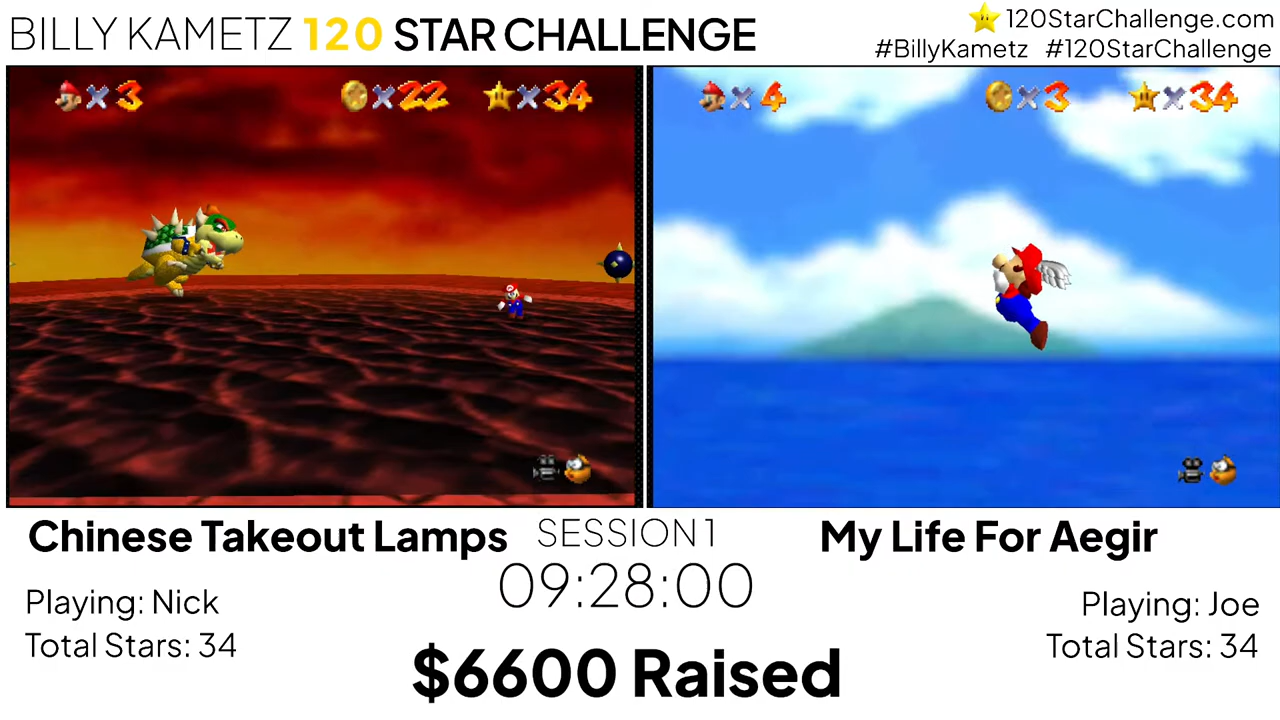 BILLY KAMETZ 120 STAR CHALLENGE
120StarChallenge.com
#BillyKametz #120StarChallenge
×3 ×22 ×34
×4 ×3 ×34
Chinese Takeout Lamps
SESSION 1
My Life For Aegir
09:28:00
Playing: Nick
Total Stars: 34
Playing: Joe
Total Stars: 34
$6600 Raised